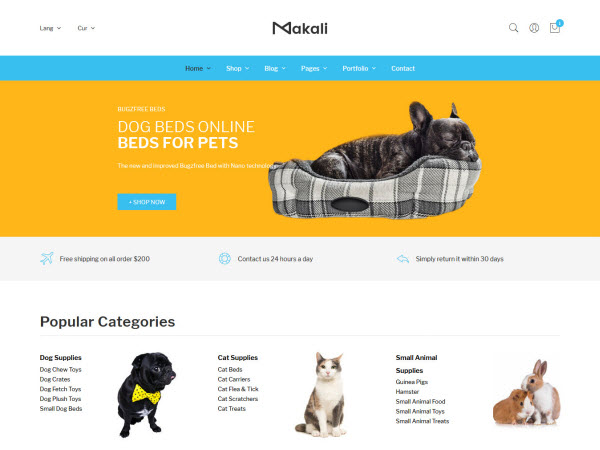 Lang Cur Makali
Home Shop Blog Pages Portfolio Contact
BUGZFREE BEDS
DOG BEDS ONLINE
BEDS FOR PETS
The new and improved Bugzfree Bed with Nano technology
+ SHOP NOW
Free shipping on all order $200 Contact us 24 hours a day Simply return it within 30 days
Popular Categories
Dog Supplies
Dog Chew Toys
Dog Crates
Dog Fetch Toys
Dog Plush Toys
Small Dog Beds
Cat Supplies
Cat Beds
Cat Carriers
Cat Flea & Tick
Cat Scratchers
Cat Treats
Small Animal
Supplies
Guinea Pigs
Hamster
Small Animal Food
Small Animal Toys
Small Animal Treats